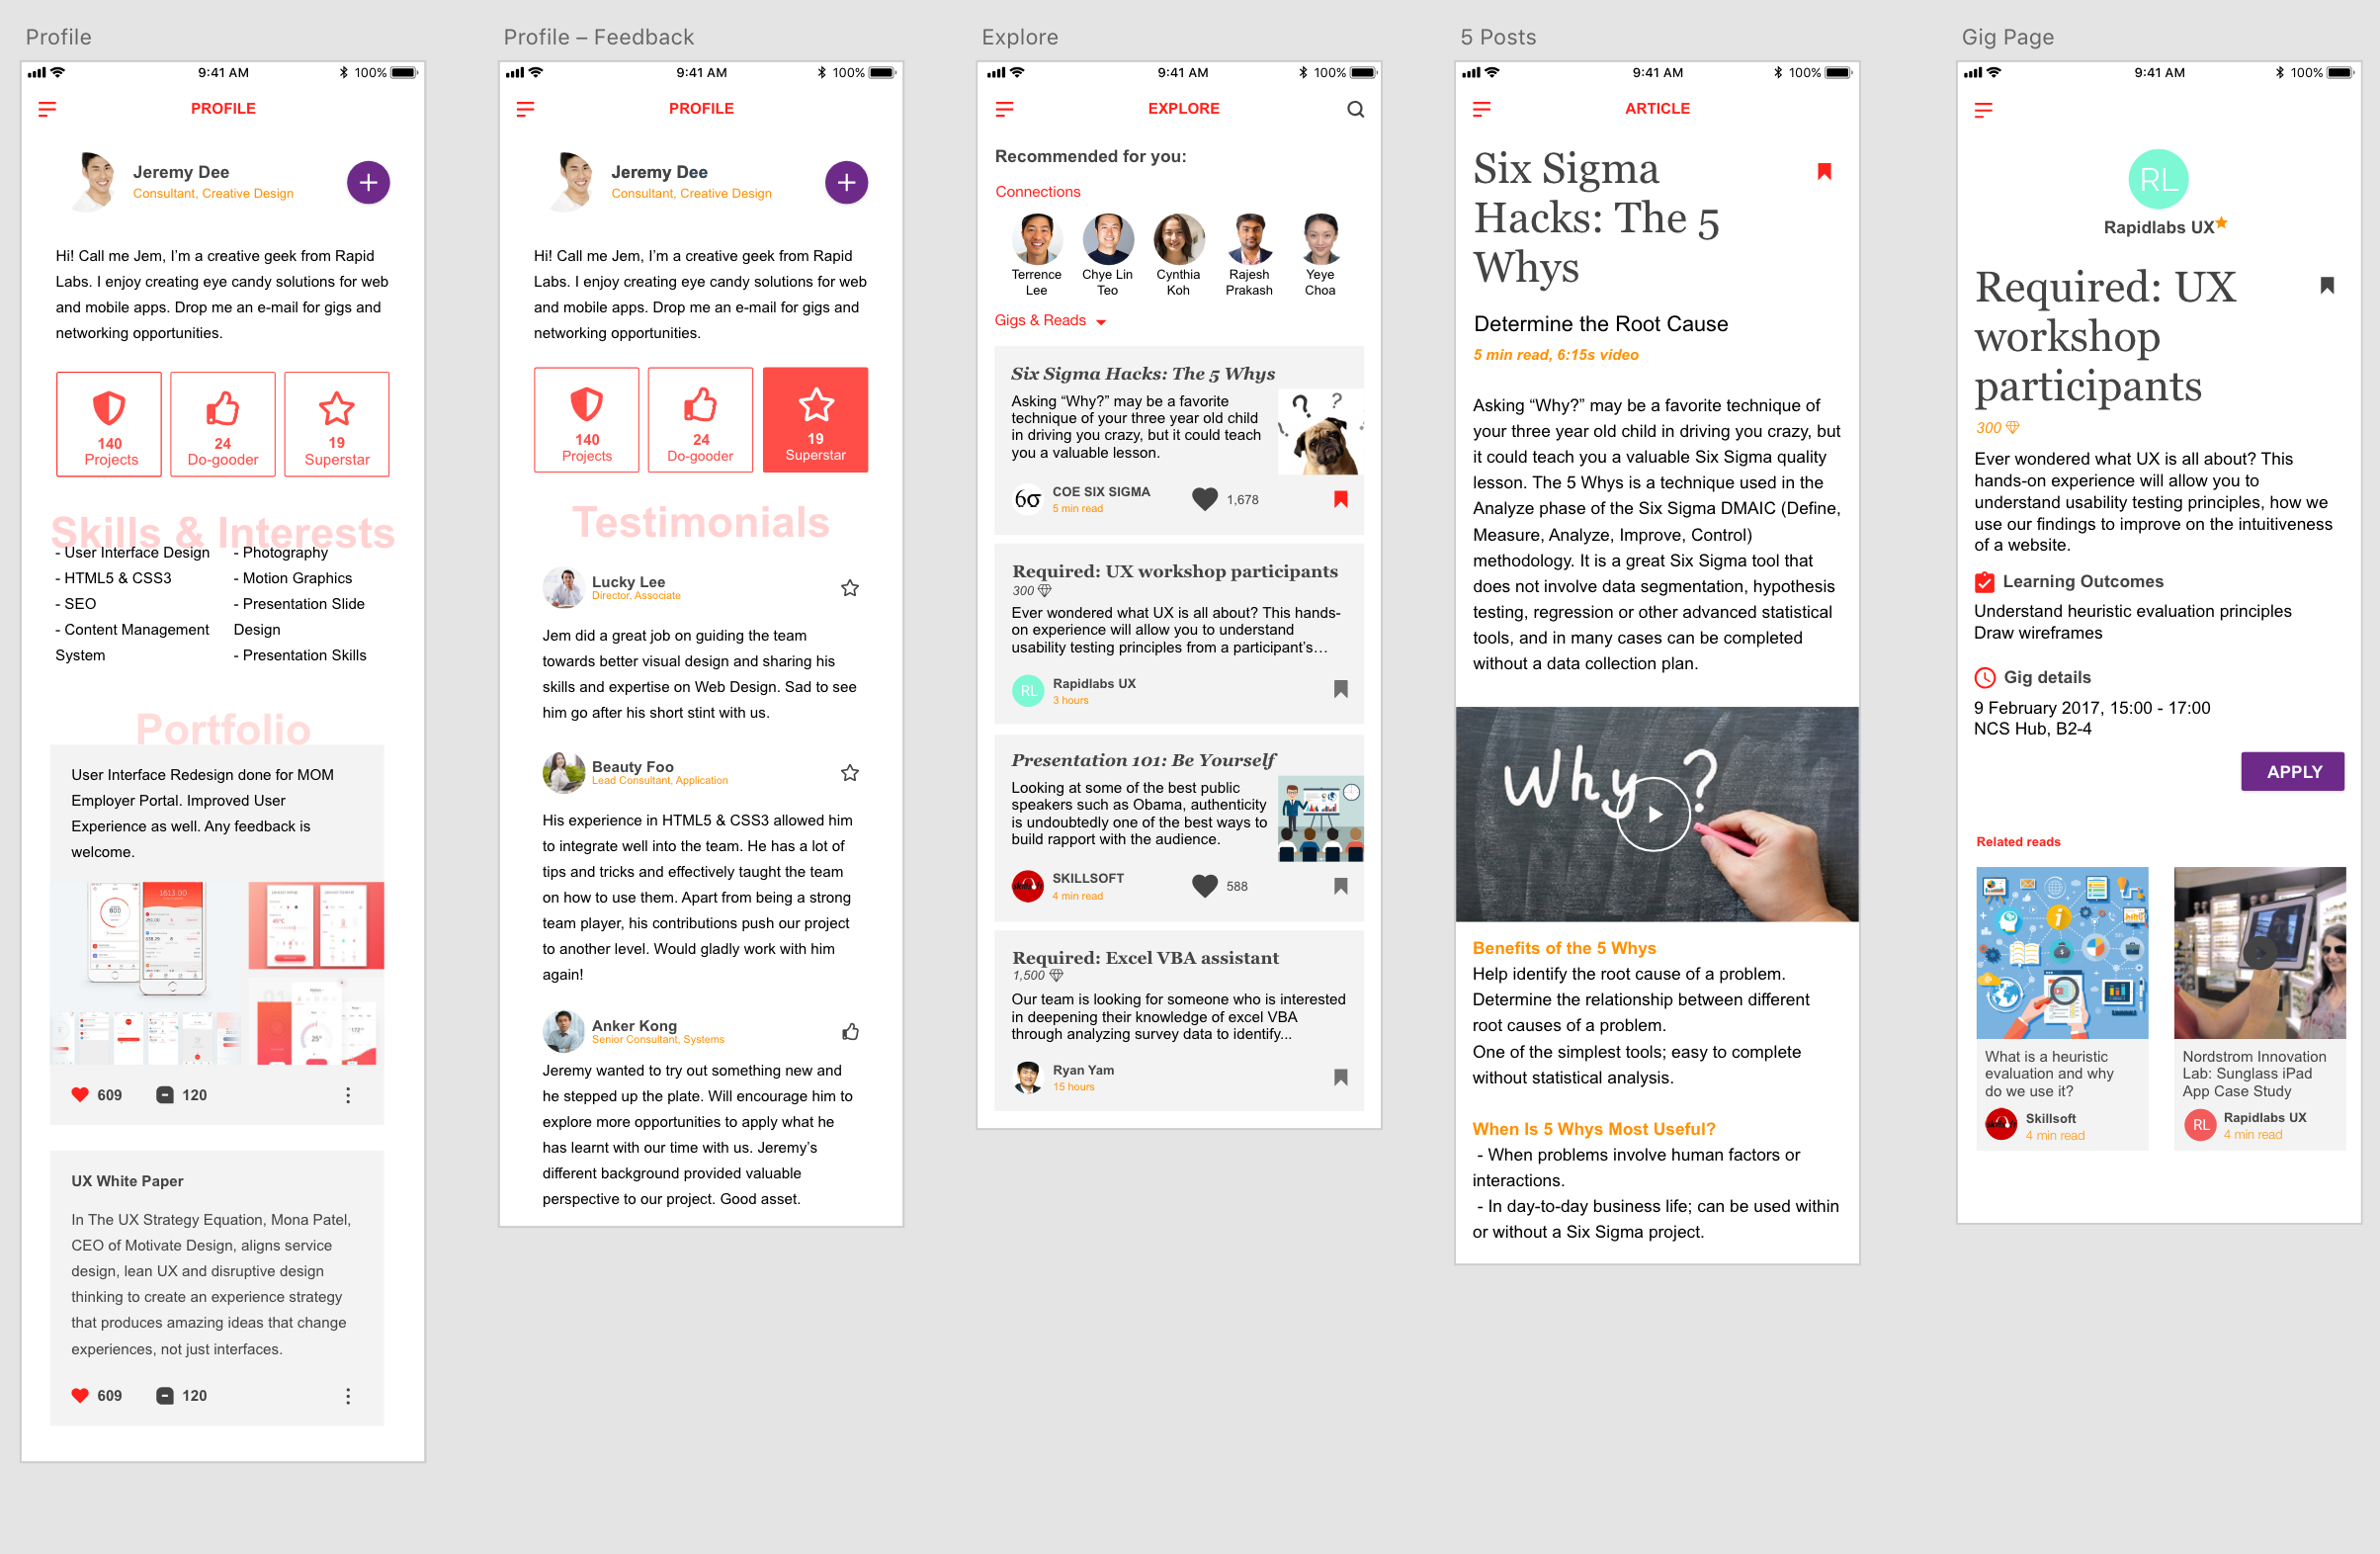 Profile
9:41 AM
100%
PROFILE
Jeremy Dee
Consultant, Creative Design
Hi! Call me Jem, I'm a creative geek from Rapid
Labs. I enjoy creating eye candy solutions for web
and mobile apps. Drop me an e-mail for gigs and
networking opportunities.
140
Projects
24
Do-gooder
19
Superstar
Skills & Interests
- User Interface Design
- HTML5 & CSS3
- SEO
- Content Management
System
- Photography
- Motion Graphics
- Presentation Slide
Design
- Presentation Skills
Portfolio
User Interface Redesign done for MOM
Employer Portal. Improved User
Experience as well. Any feedback is
welcome.
609
120
UX White Paper
In The UX Strategy Equation, Mona Patel,
CEO of Motivate Design, aligns service
design, lean UX and disruptive design
thinking to create an experience strategy
that produces amazing ideas that change
experiences, not just interfaces.
609
120
Profile – Feedback
9:41 AM
100%
PROFILE
Jeremy Dee
Consultant, Creative Design
Hi! Call me Jem, I'm a creative geek from Rapid
Labs. I enjoy creating eye candy solutions for web
and mobile apps. Drop me an e-mail for gigs and
networking opportunities.
140
Projects
24
Do-gooder
19
Superstar
Testimonials
Lucky Lee
Director, Associate
Jem did a great job on guiding the team
towards better visual design and sharing his
skills and expertise on Web Design. Sad to see
him go after his short stint with us.
Beauty Foo
Lead Consultant, Application
His experience in HTML5 & CSS3 allowed him
to integrate well into the team. He has a lot of
tips and tricks and effectively taught the team
on how to use them. Apart from being a strong
team player, his contributions push our project
to another level. Would gladly work with him
again!
Anker Kong
Senior Consultant, Systems
Jeremy wanted to try out something new and
he stepped up the plate. Will encourage him to
explore more opportunities to apply what he
has learnt with our time with us. Jeremy's
different background provided valuable
perspective to our project. Good asset.
Explore
9:41 AM
100%
EXPLORE
Recommended for you:
Connections
Terrence
Lee
Chye Lin
Teo
Cynthia
Koh
Rajesh
Prakash
Yeye
Choa
Gigs & Reads
Six Sigma Hacks: The 5 Whys
Asking “Why?” may be a favorite
technique of your three year old child
in driving you crazy, but it could teach
you a valuable lesson.
6σ
COE SIX SIGMA
5 min read
1,678
Required: UX workshop participants
300
Ever wondered what UX is all about? This hands-
on experience will allow you to understand
usability testing principles from a participant's…
RL
Rapidlabs UX
3 hours
Presentation 101: Be Yourself
Looking at some of the best public
speakers such as Obama, authenticity
is undoubtedly one of the best ways to
build rapport with the audience.
SKILLSOFT
4 min read
588
Required: Excel VBA assistant
1,500
Our team is looking for someone who is interested
in deepening their knowledge of excel VBA
through analyzing survey data to identify...
Ryan Yam
15 hours
5 Posts
9:41 AM
100%
ARTICLE
Six Sigma
Hacks: The 5
Whys
Determine the Root Cause
5 min read, 6:15s video
Asking “Why?” may be a favorite technique of
your three year old child in driving you crazy, but
it could teach you a valuable Six Sigma quality
lesson. The 5 Whys is a technique used in the
Analyze phase of the Six Sigma DMAIC (Define,
Measure, Analyze, Improve, Control)
methodology. It is a great Six Sigma tool that
does not involve data segmentation, hypothesis
testing, regression or other advanced statistical
tools, and in many cases can be completed
without a data collection plan.
Why?
Benefits of the 5 Whys
Help identify the root cause of a problem.
Determine the relationship between different
root causes of a problem.
One of the simplest tools; easy to complete
without statistical analysis.
When Is 5 Whys Most Useful?
- When problems involve human factors or
interactions.
- In day-to-day business life; can be used within
or without a Six Sigma project.
Gig Page
9:41 AM
100%
RL
Rapidlabs UX
Required: UX
workshop
participants
300
Ever wondered what UX is all about? This
hands-on experience will allow you to
understand usability testing principles, how we
use our findings to improve on the intuitiveness
of a website.
Learning Outcomes
Understand heuristic evaluation principles
Draw wireframes
Gig details
9 February 2017, 15:00 - 17:00
NCS Hub, B2-4
APPLY
Related reads
What is a heuristic
evaluation and why
do we use it?
Skillsoft
4 min read
Nordstrom Innovation
Lab: Sunglass iPad
App Case Study
RL
Rapidlabs UX
4 min read